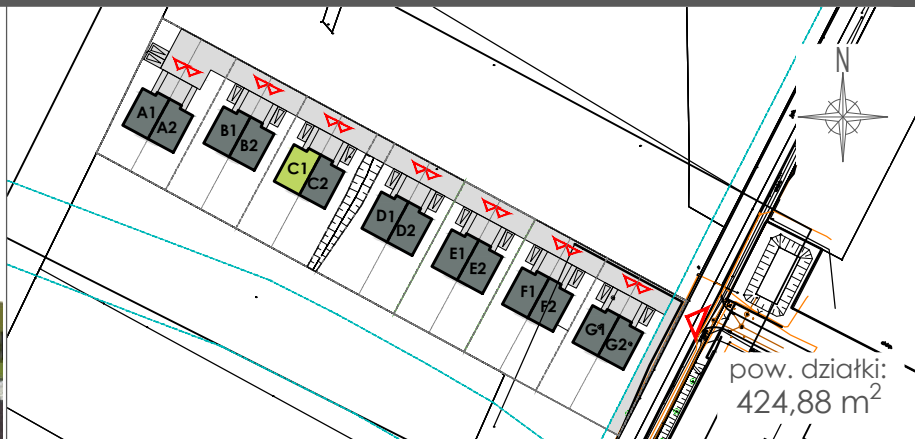 N
A1
A2
B1
B2
C1
C2
D1
D2
E1
E2
F1
F2
G1
G2
pow. działki:
424,88 m²